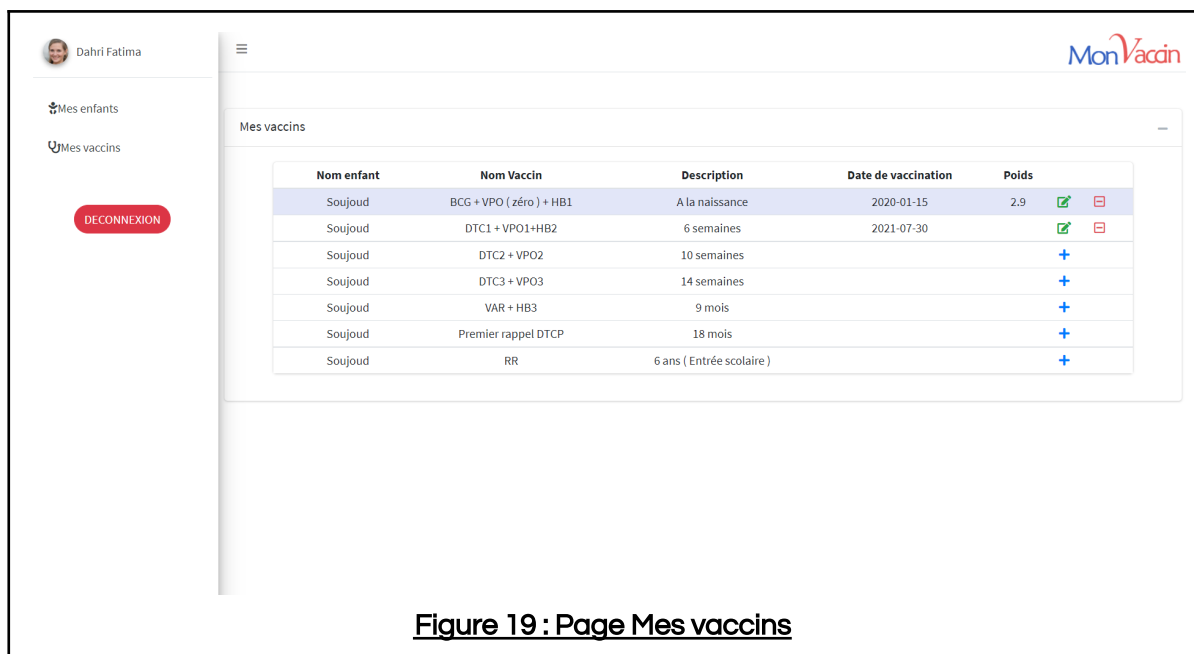 Dahri Fatima
MonVaccin
Mes enfants
Mes vaccins
DECONNEXION
Mes vaccins
Nom enfant Nom Vaccin Description Date de vaccination Poids
Soujoud BCG + VPO ( zéro ) + HB1 A la naissance 2020-01-15 2.9
Soujoud DTC1 + VPO1+HB2 6 semaines 2021-07-30
Soujoud DTC2 + VPO2 10 semaines
Soujoud DTC3 + VPO3 14 semaines
Soujoud VAR + HB3 9 mois
Soujoud Premier rappel DTCP 18 mois
Soujoud RR 6 ans ( Entrée scolaire )
Figure 19 : Page Mes vaccins